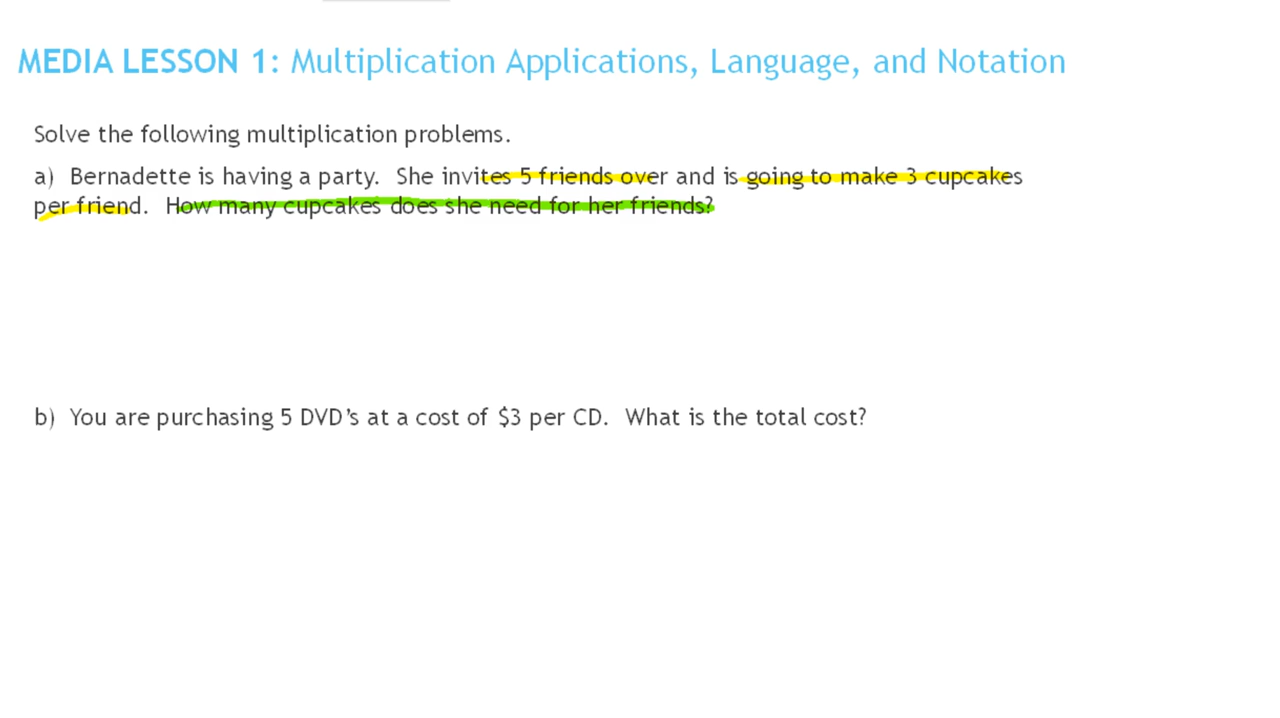 MEDIA LESSON 1: Multiplication Applications, Language, and Notation
Solve the following multiplication problems.
a) Bernadette is having a party. She invites 5 friends over and is going to make 3 cupcakes
per friend. How many cupcakes does she need for her friends?
b) You are purchasing 5 DVD's at a cost of $3 per CD. What is the total cost?